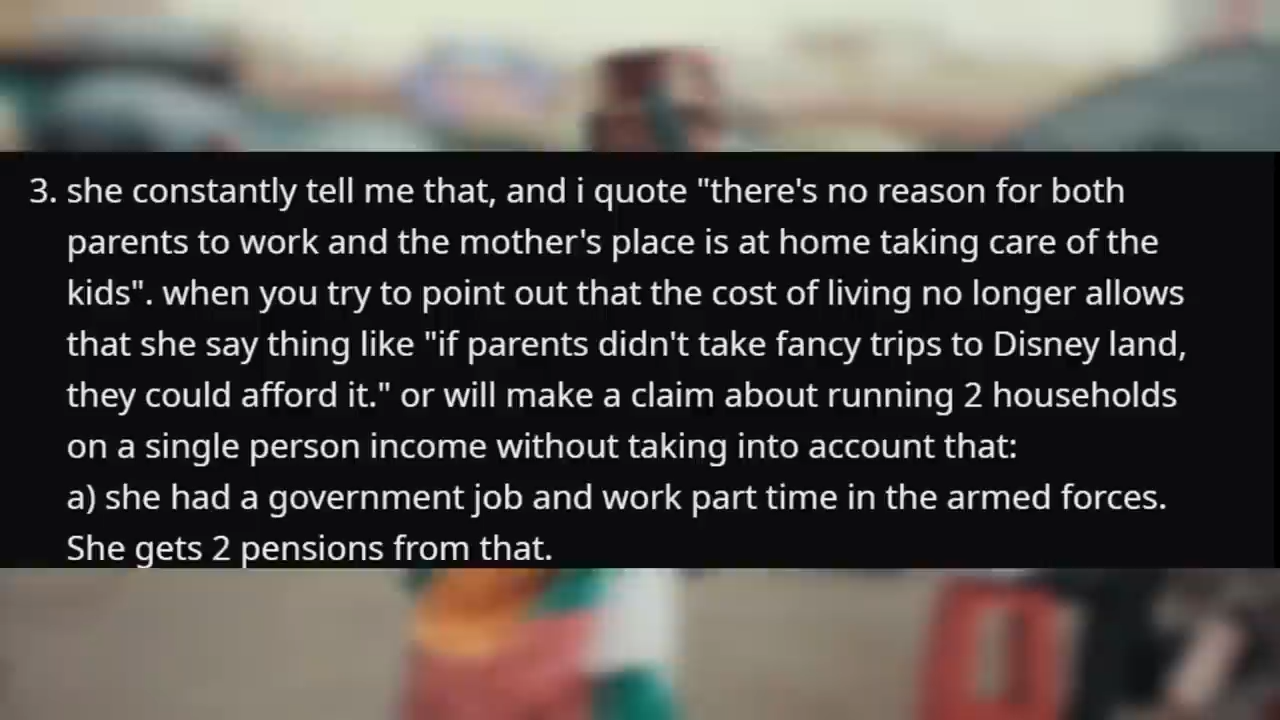 3. she constantly tell me that, and i quote "there's no reason for both
parents to work and the mother's place is at home taking care of the
kids". when you try to point out that the cost of living no longer allows
that she say thing like "if parents didn't take fancy trips to Disney land,
they could afford it." or will make a claim about running 2 households
on a single person income without taking into account that:
a) she had a government job and work part time in the armed forces.
She gets 2 pensions from that.